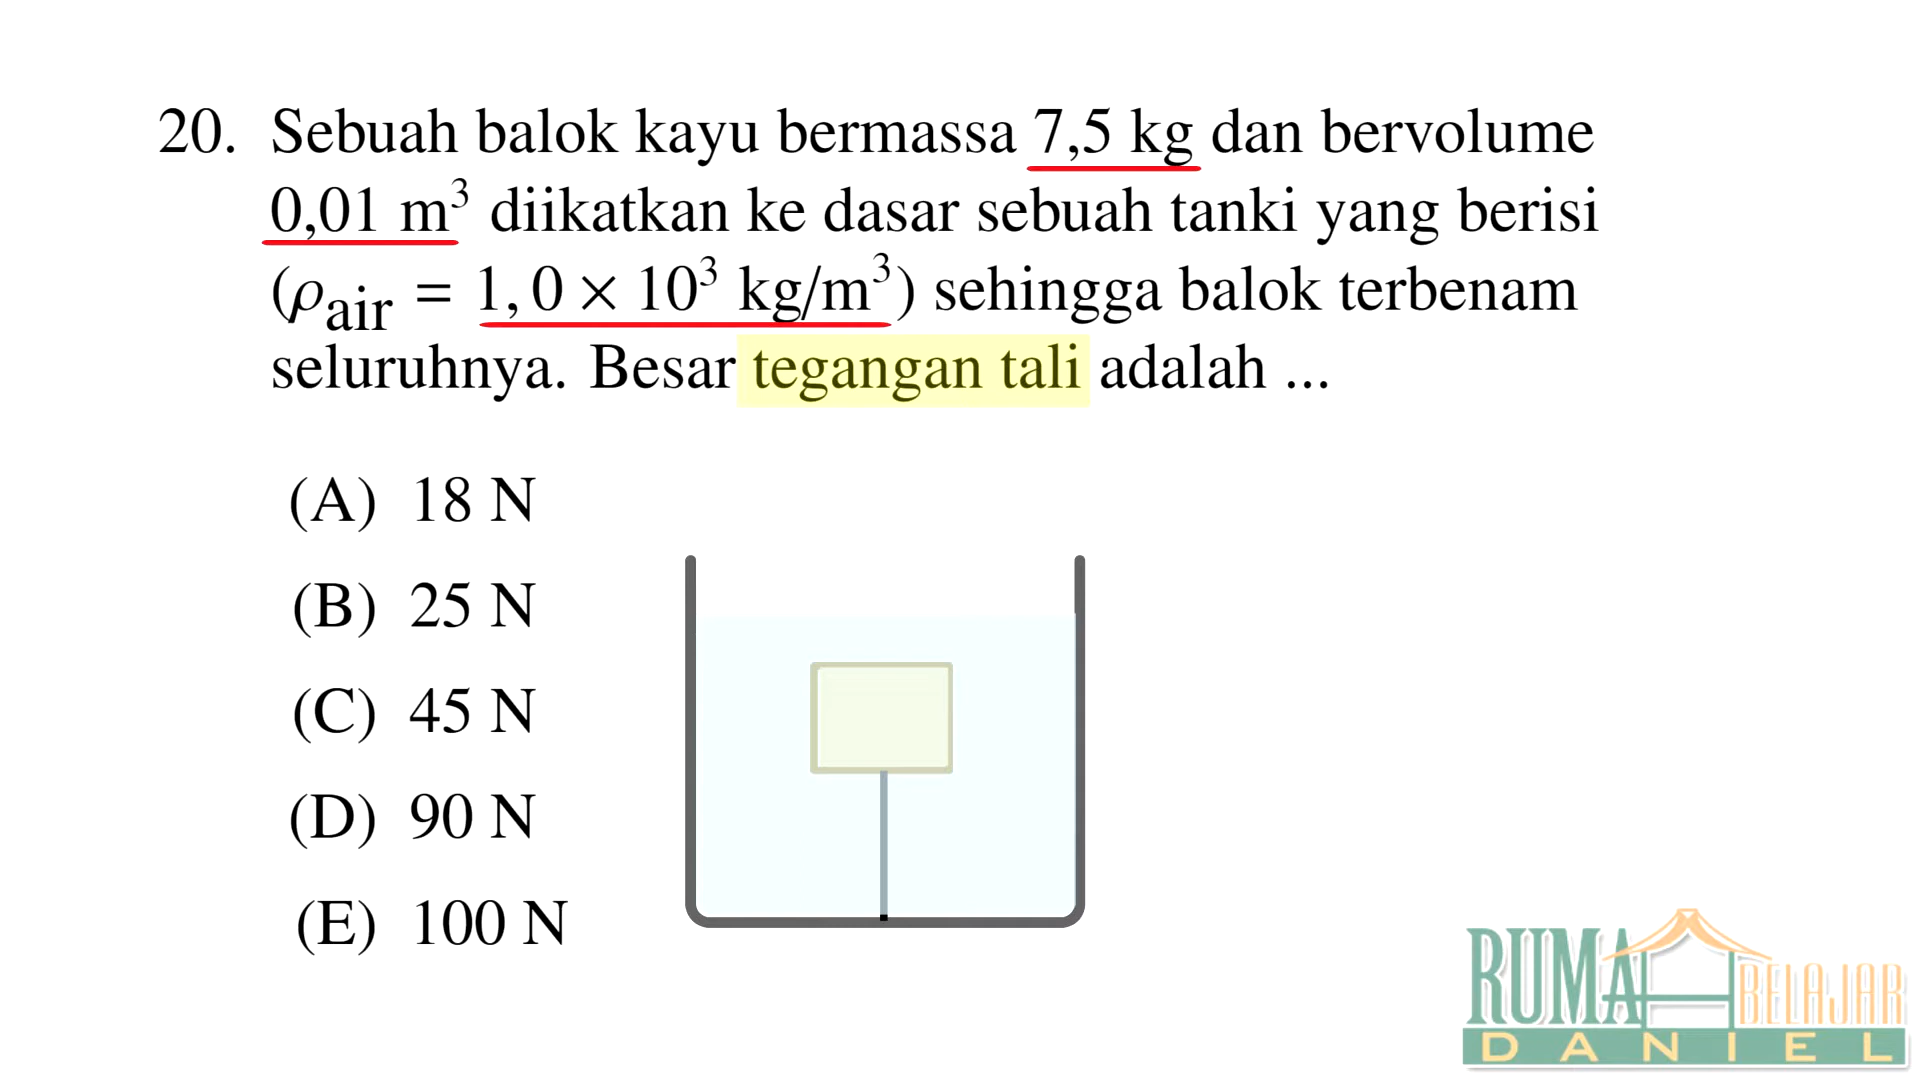 20. Sebuah balok kayu bermassa 7,5 kg dan bervolume
0,01 m³ diikatkan ke dasar sebuah tanki yang berisi
(ρair = 1, 0 × 10³ kg/m³) sehingga balok terbenam
seluruhnya. Besar tegangan tali adalah ...
(A) 18 N
(B) 25 N
(C) 45 N
(D) 90 N
(E) 100 N
RUMA BELAJAR
DANIEL